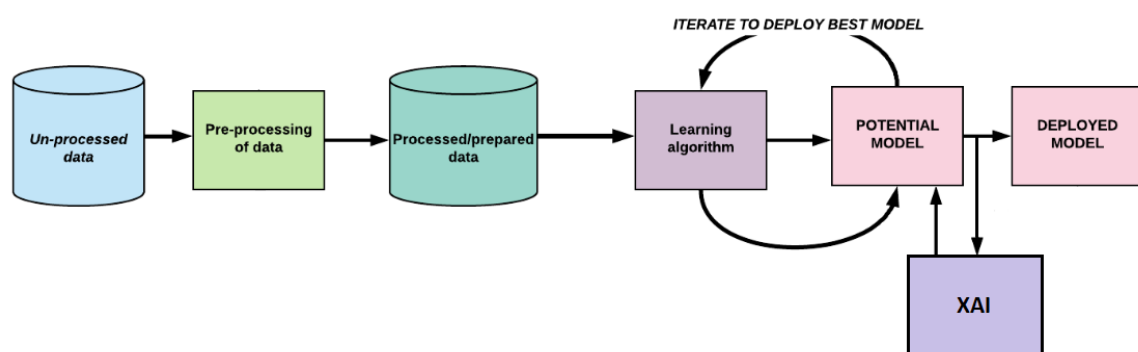 ITERATE TO DEPLOY BEST MODEL
Un-processed
data
Pre-processing
of data
Processed/prepared
data
Learning
algorithm
POTENTIAL
MODEL
DEPLOYED
MODEL
XAI